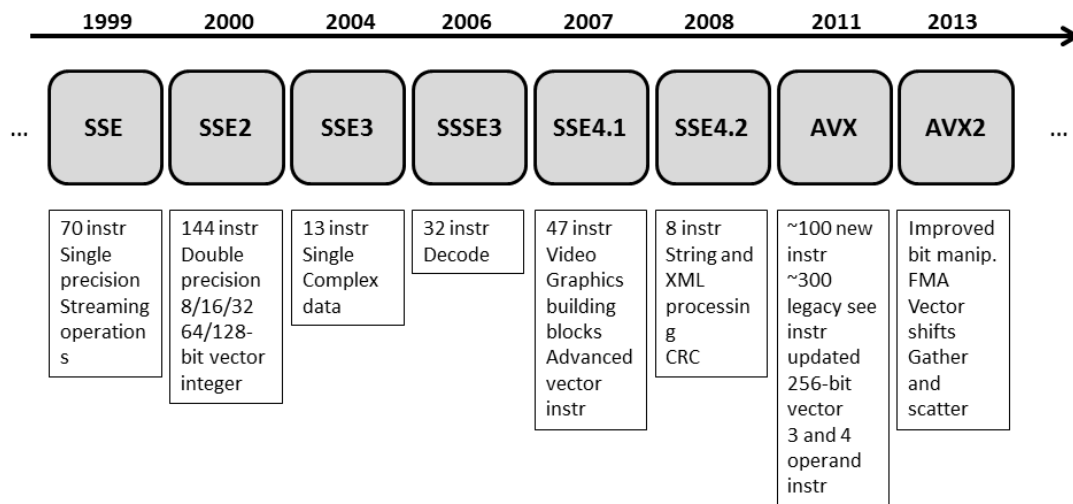 1999 2000 2004 2006 2007 2008 2011 2013
... SSE SSE2 SSE3 SSSE3 SSE4.1 SSE4.2 AVX AVX2 ...
70 instr
Single
precision
Streaming
operation
s
144 instr
Double
precision
8/16/32
64/128-
bit vector
integer
13 instr
Single
Complex
data
32 instr
Decode
47 instr
Video
Graphics
building
blocks
Advanced
vector
instr
8 instr
String and
XML
processin
g
CRC
~100 new
instr
~300
legacy see
instr
updated
256-bit
vector
3 and 4
operand
instr
Improved
bit manip.
FMA
Vector
shifts
Gather
and
scatter